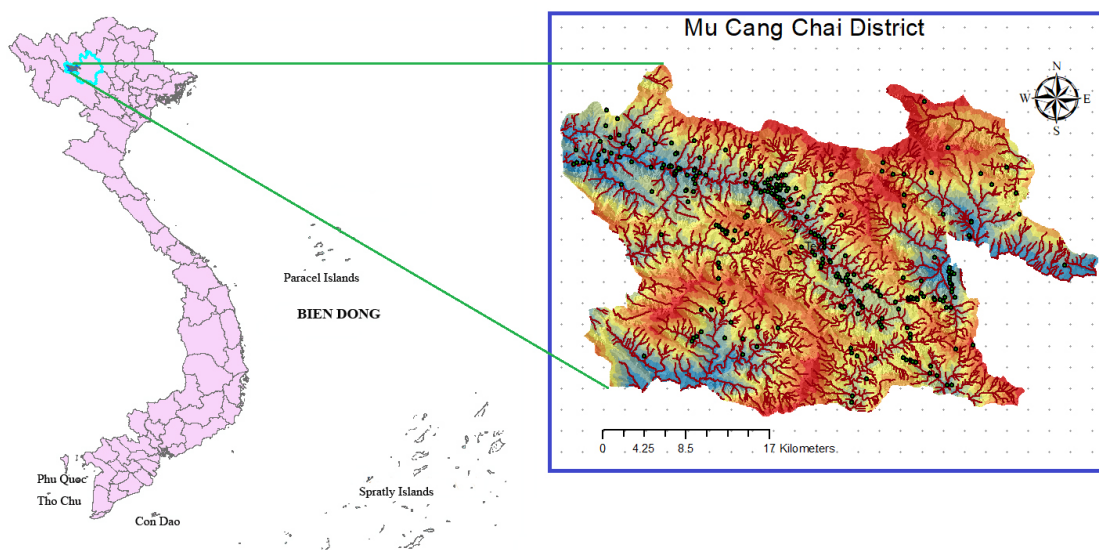 Mu Cang Chai District
N
W E
S
Paracel Islands
BIEN DONG
0 4.25 8.5 17 Kilometers.
Phu Quoc
Tho Chu
Spratly Islands
Con Dao